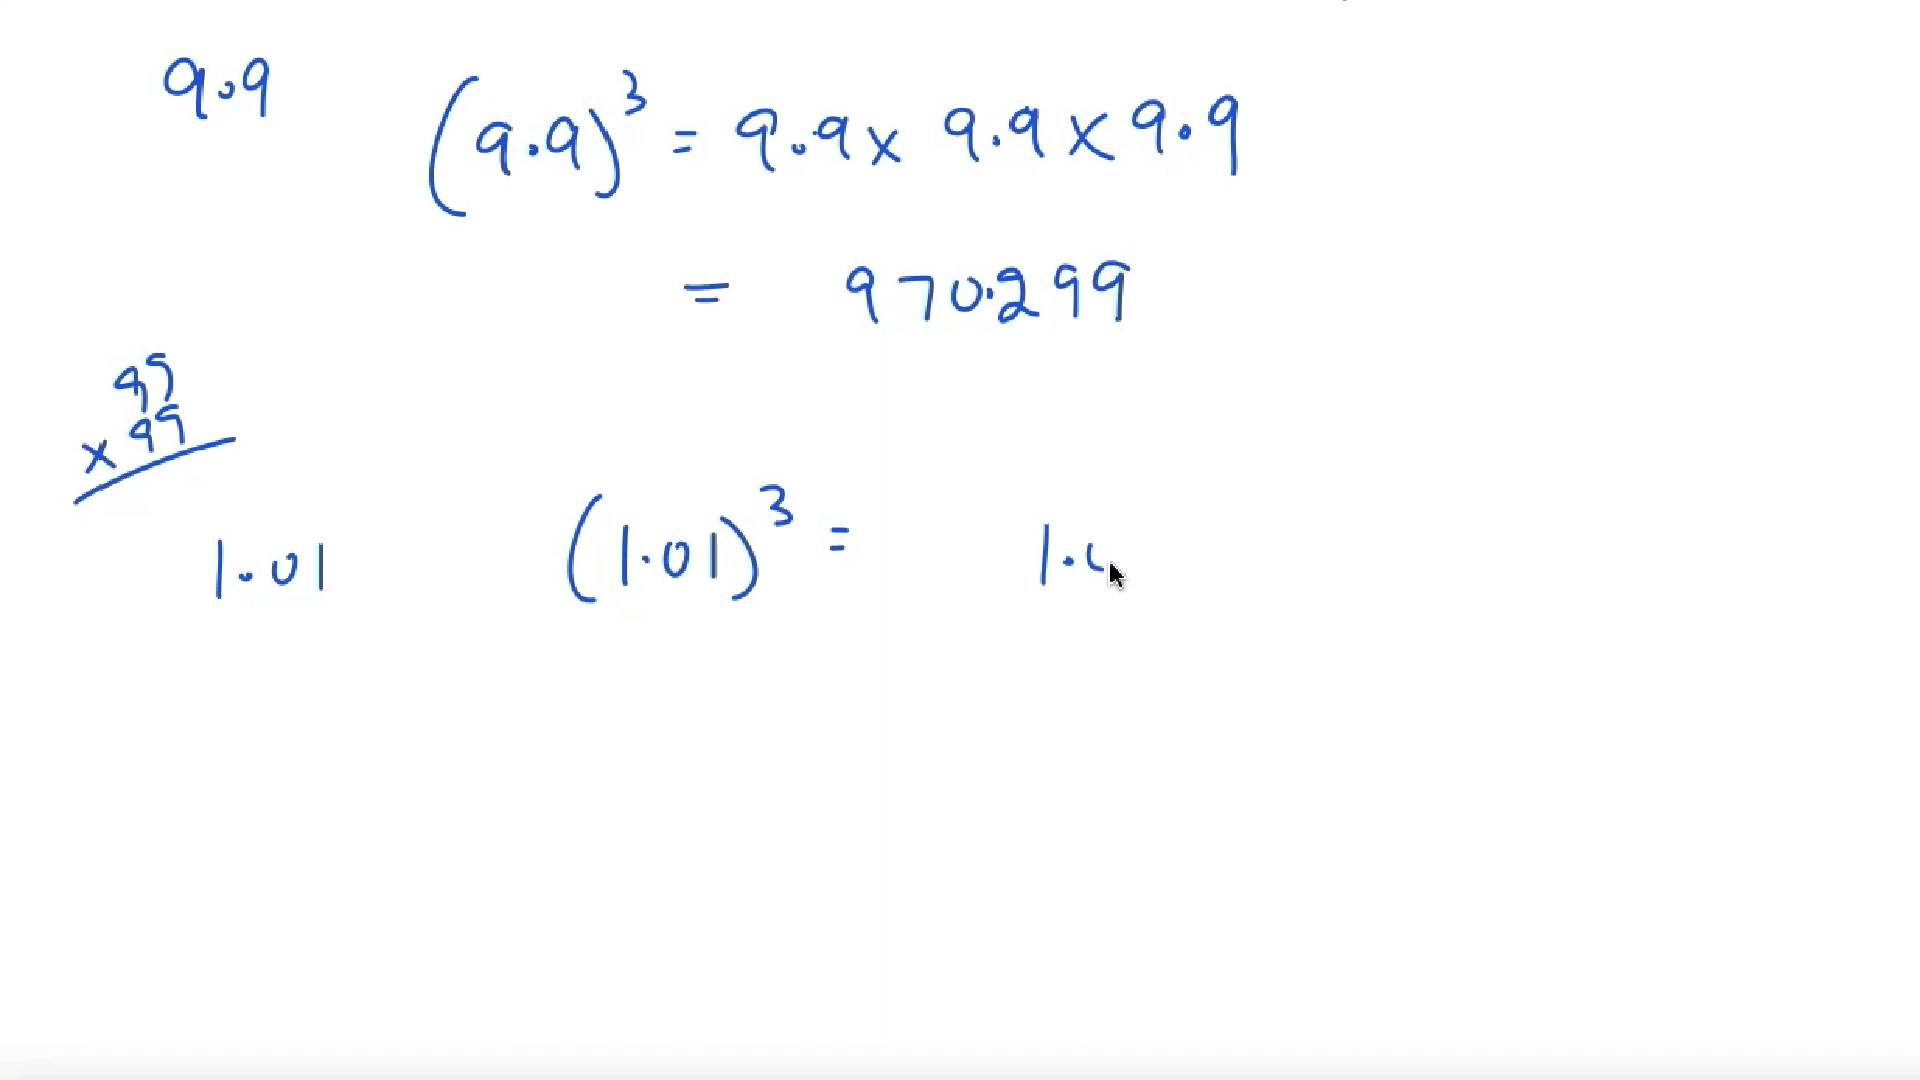 9.9 (9.9)³ = 9.9 x 9.9 x 9.9
= 970.299
99
x 99
1.01 (1.01)³ = 1.